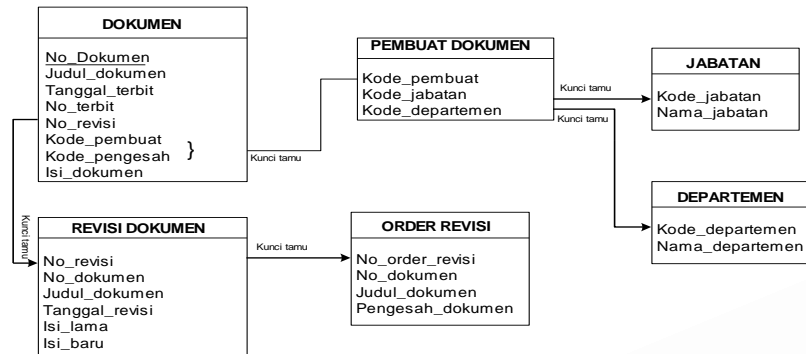 DOKUMEN
No_Dokumen
Judul_dokumen
Tanggal_terbit
No_terbit
No_revisi
Kode_pembuat
Kode_pengesah }
Isi_dokumen
Kunci tamu
PEMBUAT DOKUMEN
Kode_pembuat
Kode_jabatan
Kode_departemen
Kunci tamu
Kunci tamu
JABATAN
Kode_jabatan
Nama_jabatan
DEPARTEMEN
Kode_departemen
Nama_departemen
Kunci tamu
REVISI DOKUMEN
No_revisi
No_dokumen
Judul_dokumen
Tanggal_revisi
Isi_lama
Isi_baru
Kunci tamu
ORDER REVISI
No_order_revisi
No_dokumen
Judul_dokumen
Pengesah_dokumen